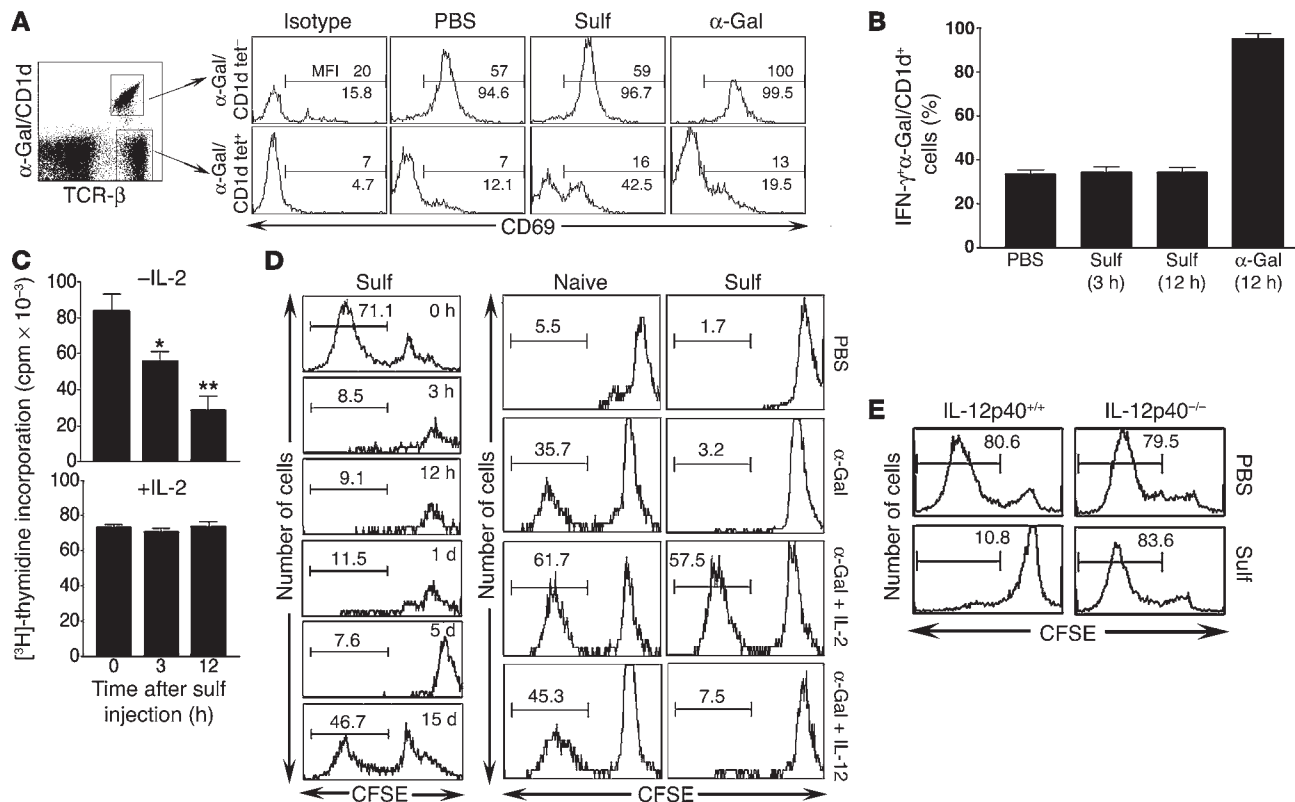 A
Isotype PBS Sulf α-Gal
α-Gal/CD1d
TCR-β
α-Gal/
CD1d tet⁻
MFI 20
15.8
57
94.6
59
96.7
100
99.5
α-Gal/
CD1d tet⁺
7
4.7
7
12.1
16
42.5
13
19.5
CD69
B
IFN-γ⁺α-Gal/CD1d⁺
cells (%)
100
80
60
40
20
0
PBS Sulf Sulf α-Gal
(3 h) (12 h) (12 h)
C
[³H]-thymidine incorporation (cpm × 10⁻³)
–IL-2
100
80
60
40
20
0
*
**
+IL-2
100
80
60
40
20
0
0 3 12
Time after sulf
injection (h)
D
Sulf
Number of cells
71.1 0 h
8.5 3 h
9.1 12 h
11.5 1 d
7.6 5 d
46.7 15 d
CFSE
Naive Sulf
Number of cells
5.5 1.7 PBS
35.7 3.2 α-Gal
61.7 57.5 α-Gal + IL-2
45.3 7.5 α-Gal + IL-12
CFSE
E
IL-12p40⁺/⁺ IL-12p40⁻/⁻
Number of cells
80.6 79.5 PBS
10.8 83.6 Sulf
CFSE